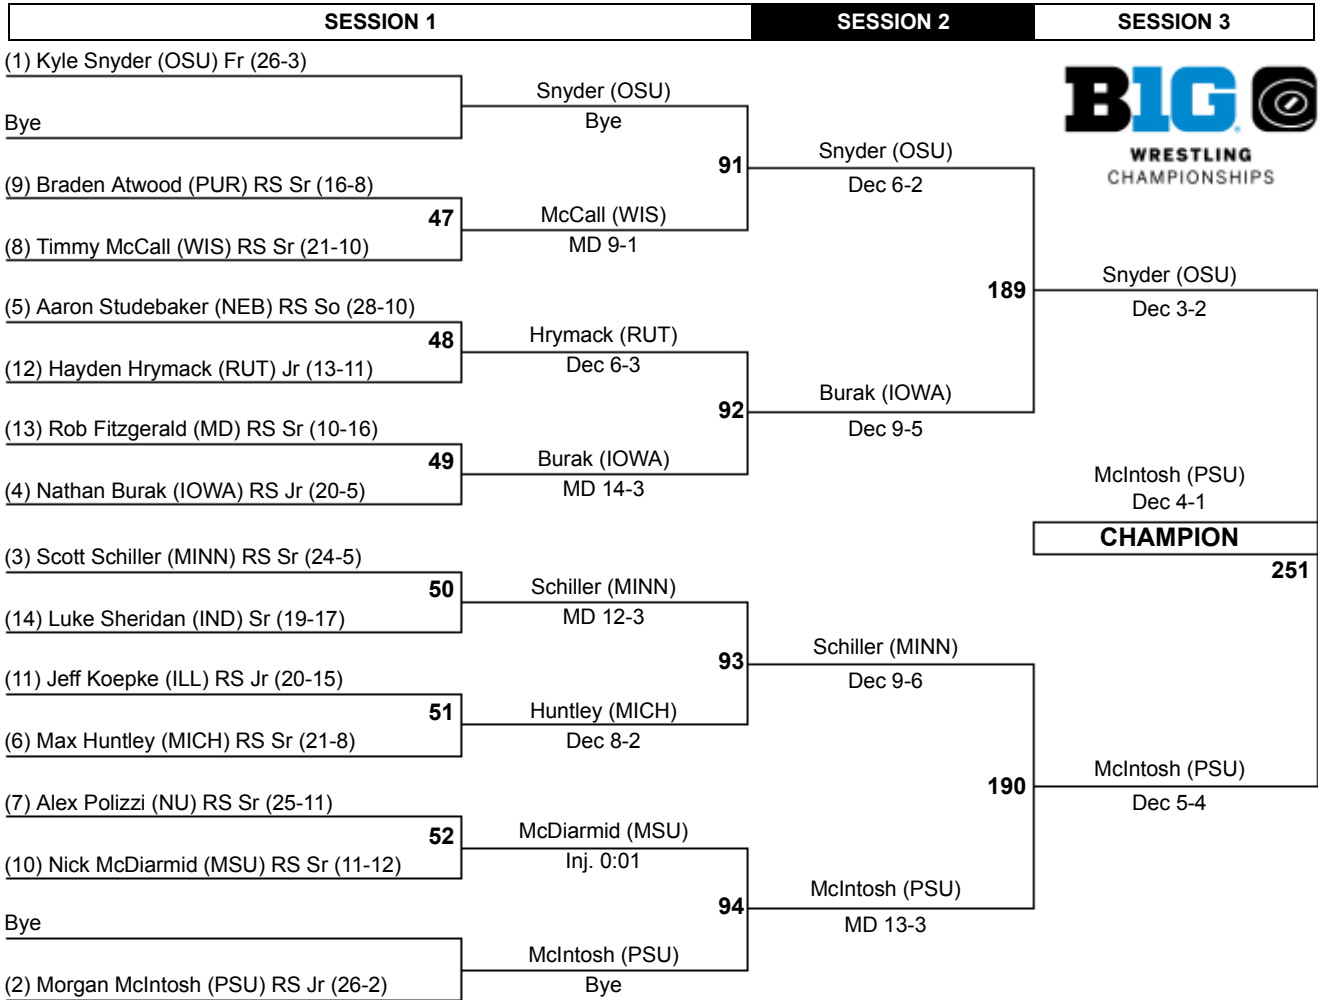 SESSION 1
SESSION 2
SESSION 3
(1) Kyle Snyder (OSU) Fr (26-3)
Bye
(9) Braden Atwood (PUR) RS Sr (16-8)
47
(8) Timmy McCall (WIS) RS Sr (21-10)
(5) Aaron Studebaker (NEB) RS So (28-10)
48
(12) Hayden Hrymack (RUT) Jr (13-11)
(13) Rob Fitzgerald (MD) RS Sr (10-16)
49
(4) Nathan Burak (IOWA) RS Jr (20-5)
(3) Scott Schiller (MINN) RS Sr (24-5)
50
(14) Luke Sheridan (IND) Sr (19-17)
(11) Jeff Koepke (ILL) RS Jr (20-15)
51
(6) Max Huntley (MICH) RS Sr (21-8)
(7) Alex Polizzi (NU) RS Sr (25-11)
52
(10) Nick McDiarmid (MSU) RS Sr (11-12)
Bye
(2) Morgan McIntosh (PSU) RS Jr (26-2)
Snyder (OSU)
Bye
91
McCall (WIS)
MD 9-1
Hrymack (RUT)
Dec 6-3
92
Burak (IOWA)
MD 14-3
Schiller (MINN)
MD 12-3
93
Huntley (MICH)
Dec 8-2
McDiarmid (MSU)
Inj. 0:01
94
McIntosh (PSU)
Bye
Snyder (OSU)
Dec 6-2
189
Burak (IOWA)
Dec 9-5
Schiller (MINN)
Dec 9-6
190
McIntosh (PSU)
MD 13-3
B1G
WRESTLING
CHAMPIONSHIPS
Snyder (OSU)
Dec 3-2
McIntosh (PSU)
Dec 4-1
CHAMPION
251
McIntosh (PSU)
Dec 5-4